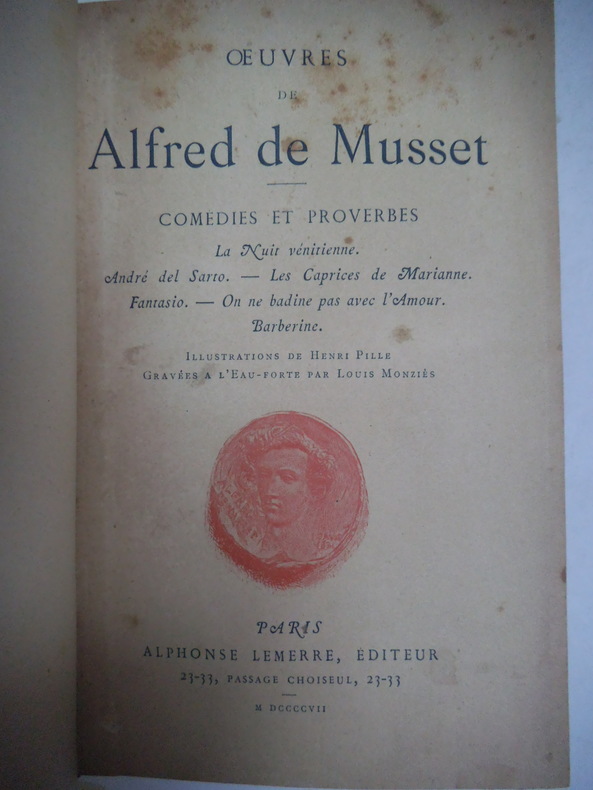 ŒUVRES
DE
Alfred de Musset
COMEDIES ET PROVERBES
La Nuit vénitienne.
André del Sarto. — Les Caprices de Marianne.
Fantasio. — On ne badine pas avec l'Amour.
Barberine.
ILLUSTRATIONS DE HENRI PILLE
GRAVÉES A L'EAU-FORTE PAR LOUIS MONZIÈS
PARIS
ALPHONSE LEMERRE, ÉDITEUR
23-33, PASSAGE CHOISEUL, 23-33
M DCCCCVII